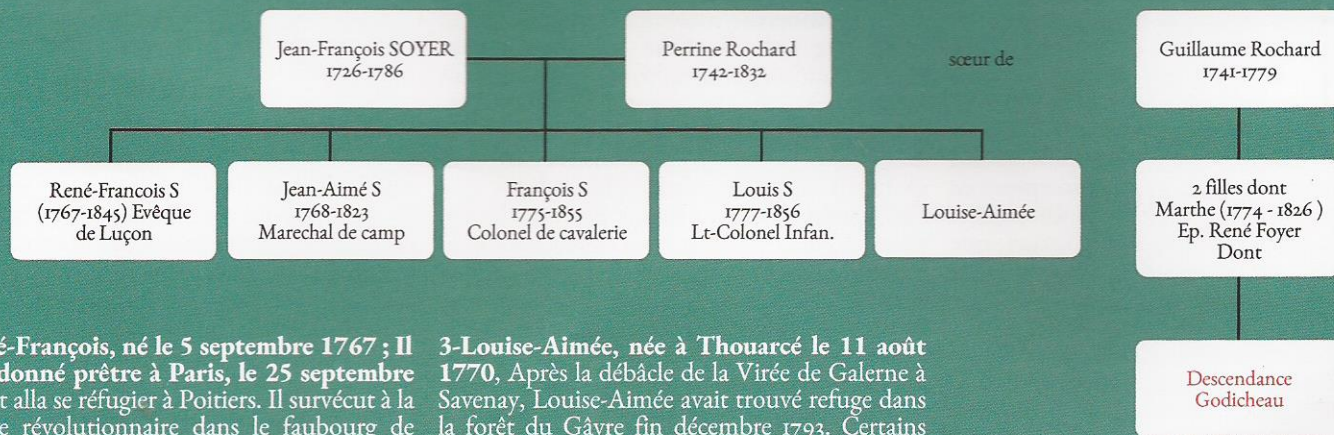 Jean-François SOYER
1726-1786
Perrine Rochard
1742-1832
sœur de
Guillaume Rochard
1741-1779
René-Francois S
(1767-1845) Evêque
de Luçon
Jean-Aimé S
1768-1823
Marechal de camp
François S
1775-1855
Colonel de cavalerie
Louis S
1777-1856
Lt-Colonel Infan.
Louise-Aimée
2 filles dont
Marthe (1774 - 1826 )
Ep. René Foyer
Dont
Descendance
Godicheau
é-François, né le 5 septembre 1767 ; Il
donné prêtre à Paris, le 25 septembre
t alla se réfugier à Poitiers. Il survécut à la
e révolutionnaire dans le faubourg de
3-Louise-Aimée, née à Thouarcé le 11 août
1770, Après la débâcle de la Virée de Galerne à
Savenay, Louise-Aimée avait trouvé refuge dans
la forêt du Gâvre fin décembre 1793. Certains